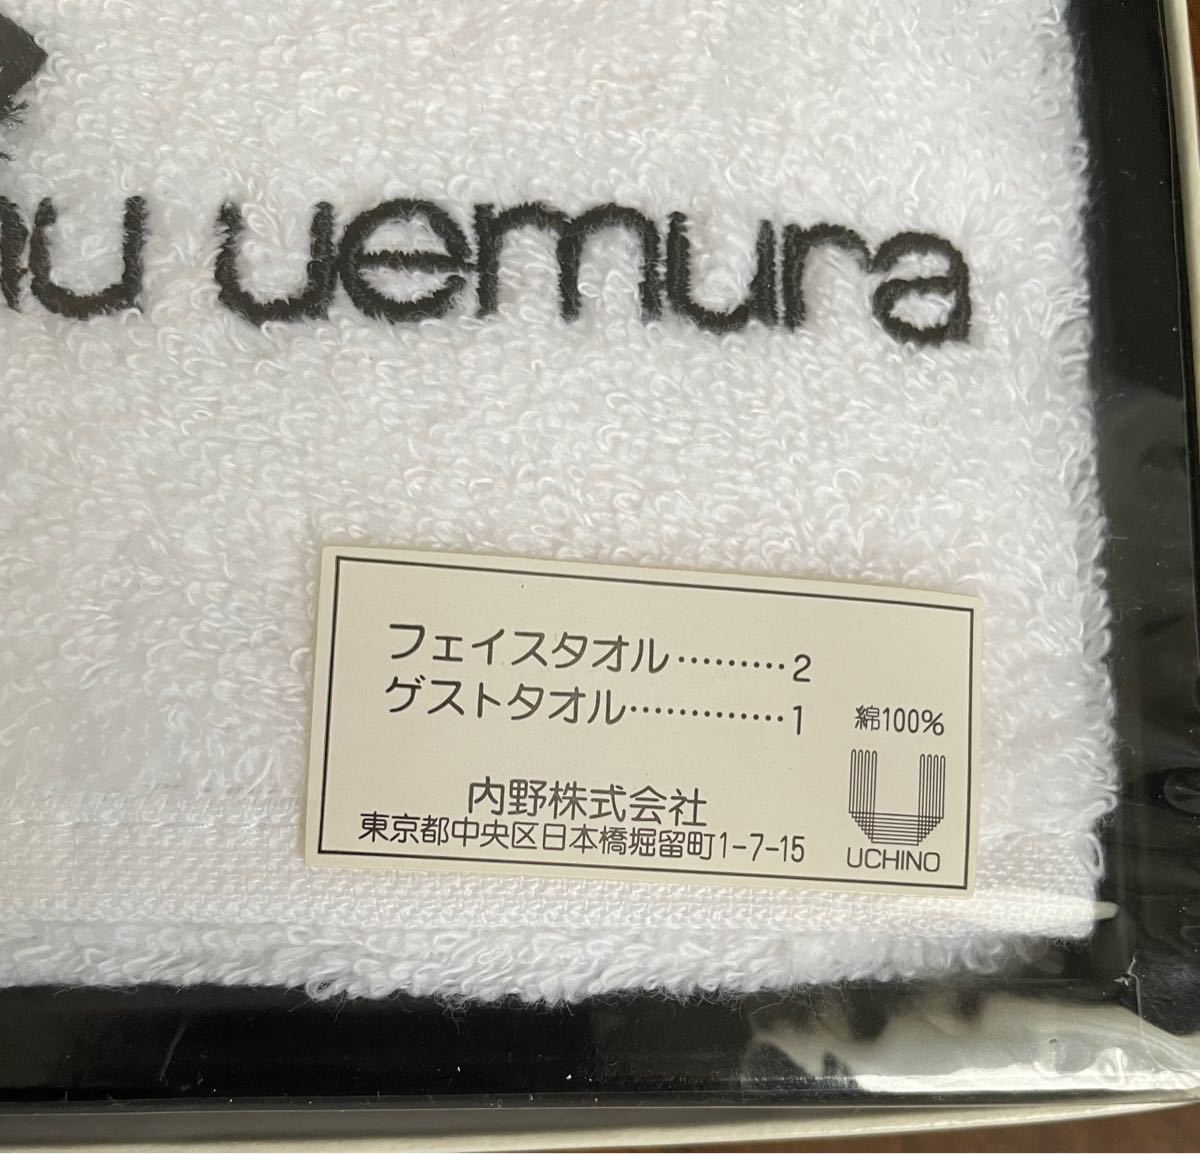 uemura
フェイスタオル………2
ゲストタオル…………1
綿100%
内野株式会社
東京都中央区日本橋堀留町1-7-15
UCHINO